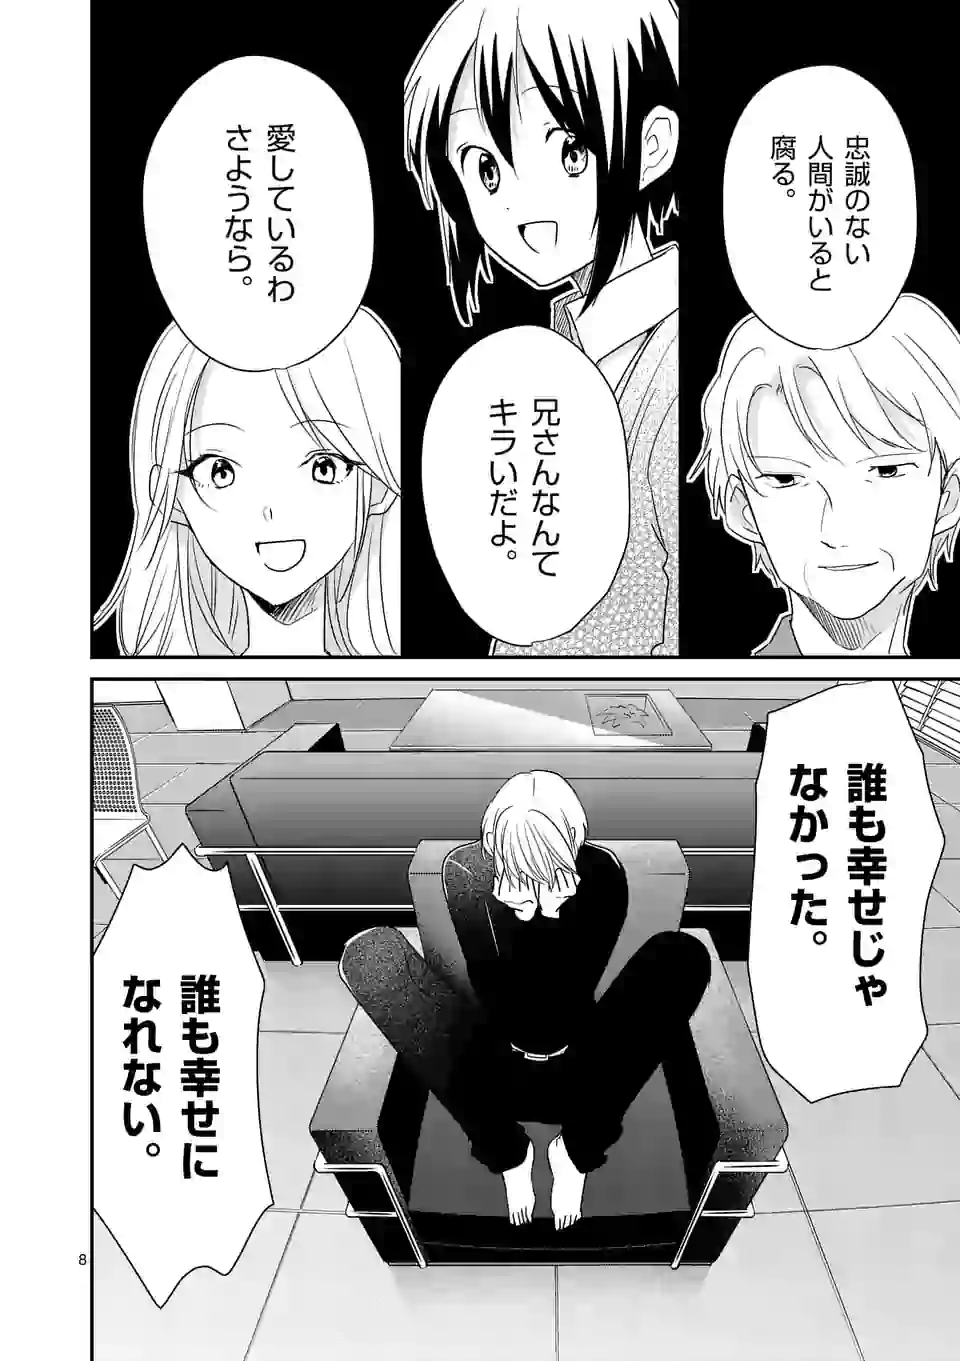 忠誠のない
人間がいると
腐る。
兄さんなんて
キライだよ。
愛しているわ
さようなら。
誰も幸せじゃ
なかった。
誰も幸せに
なれない。
8